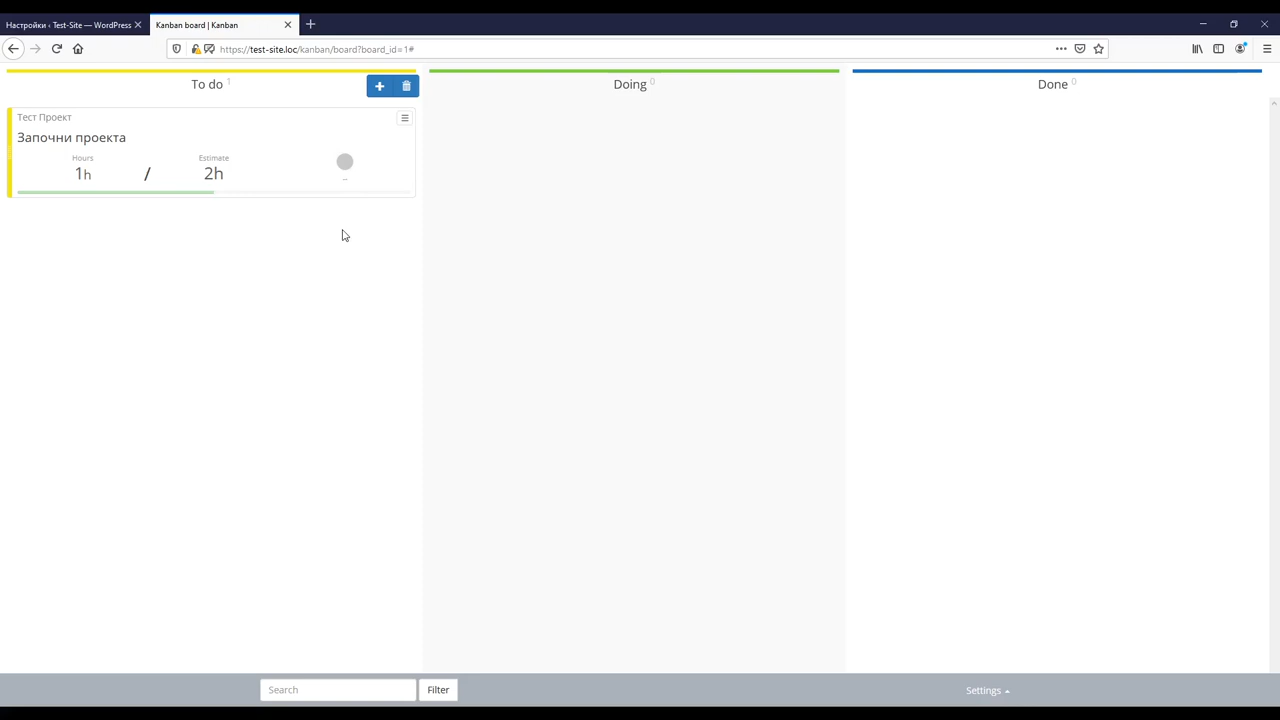 Настройки ‹ Test-Site — WordPress
Kanban board | Kanban
https://test-site.loc/kanban/board?board_id=1#
To do 1
Doing 0
Done 0
Тест Проект
Започни проекта
Hours
Estimate
1h / 2h
--
Search
Filter
Settings